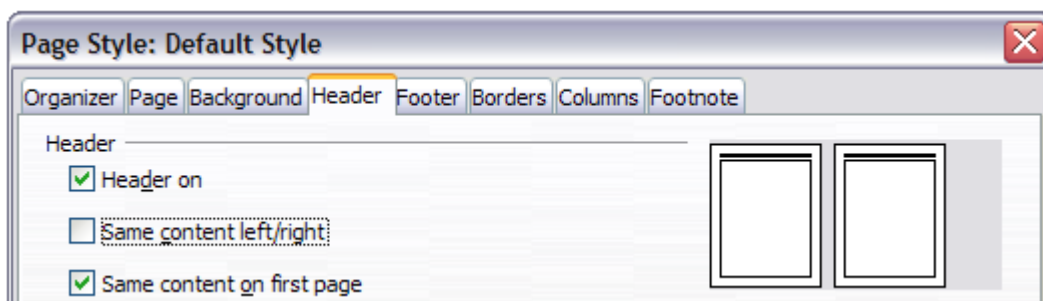 Page Style: Default Style
Organizer Page Background Header Footer Borders Columns Footnote
Header
Header on
Same content left/right
Same content on first page